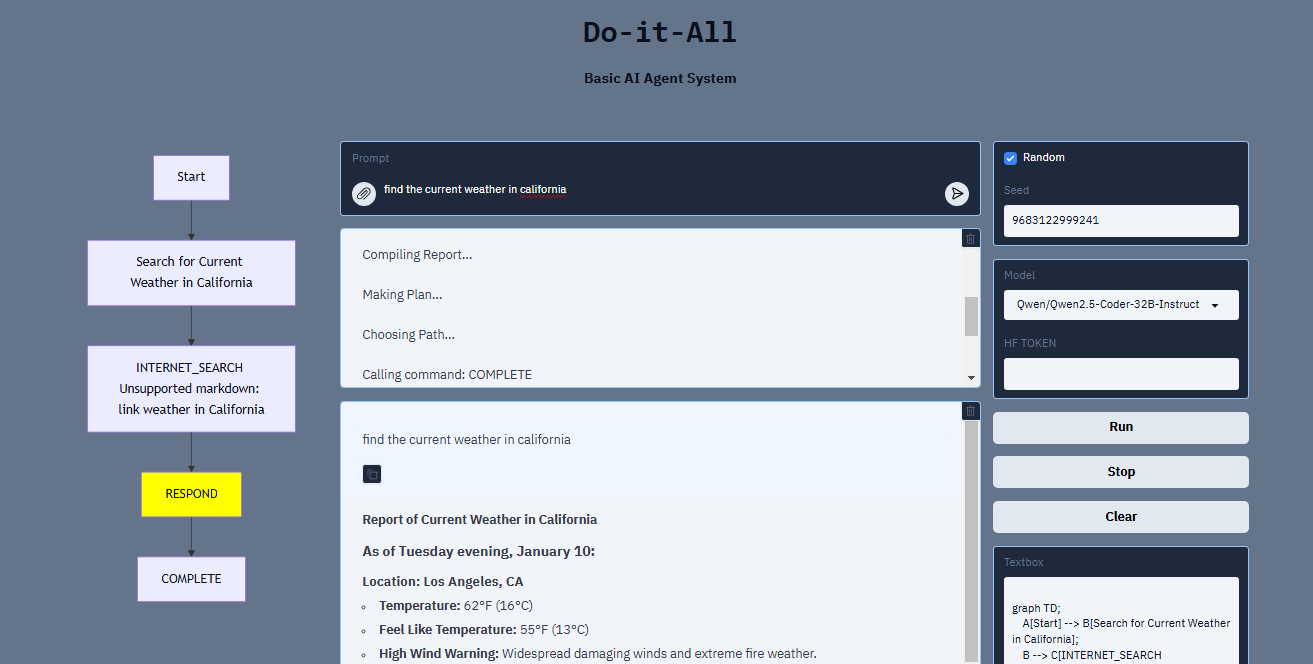 Do-it-All
Basic AI Agent System
Start
Search for Current
Weather in California
INTERNET_SEARCH
Unsupported markdown:
link weather in California
RESPOND
COMPLETE
Prompt
find the current weather in california
Compiling Report...
Making Plan...
Choosing Path...
Calling command: COMPLETE
find the current weather in california
Report of Current Weather in California
As of Tuesday evening, January 10:
Location: Los Angeles, CA
Temperature: 62°F (16°C)
Feel Like Temperature: 55°F (13°C)
High Wind Warning: Widespread damaging winds and extreme fire weather.
Random
Seed
9683122999241
Model
Qwen/Qwen2.5-Coder-32B-Instruct
HF TOKEN
Run
Stop
Clear
Textbox
graph TD;
A[Start] --> B[Search for Current Weather
in California];
B --> C[INTERNET_SEARCH